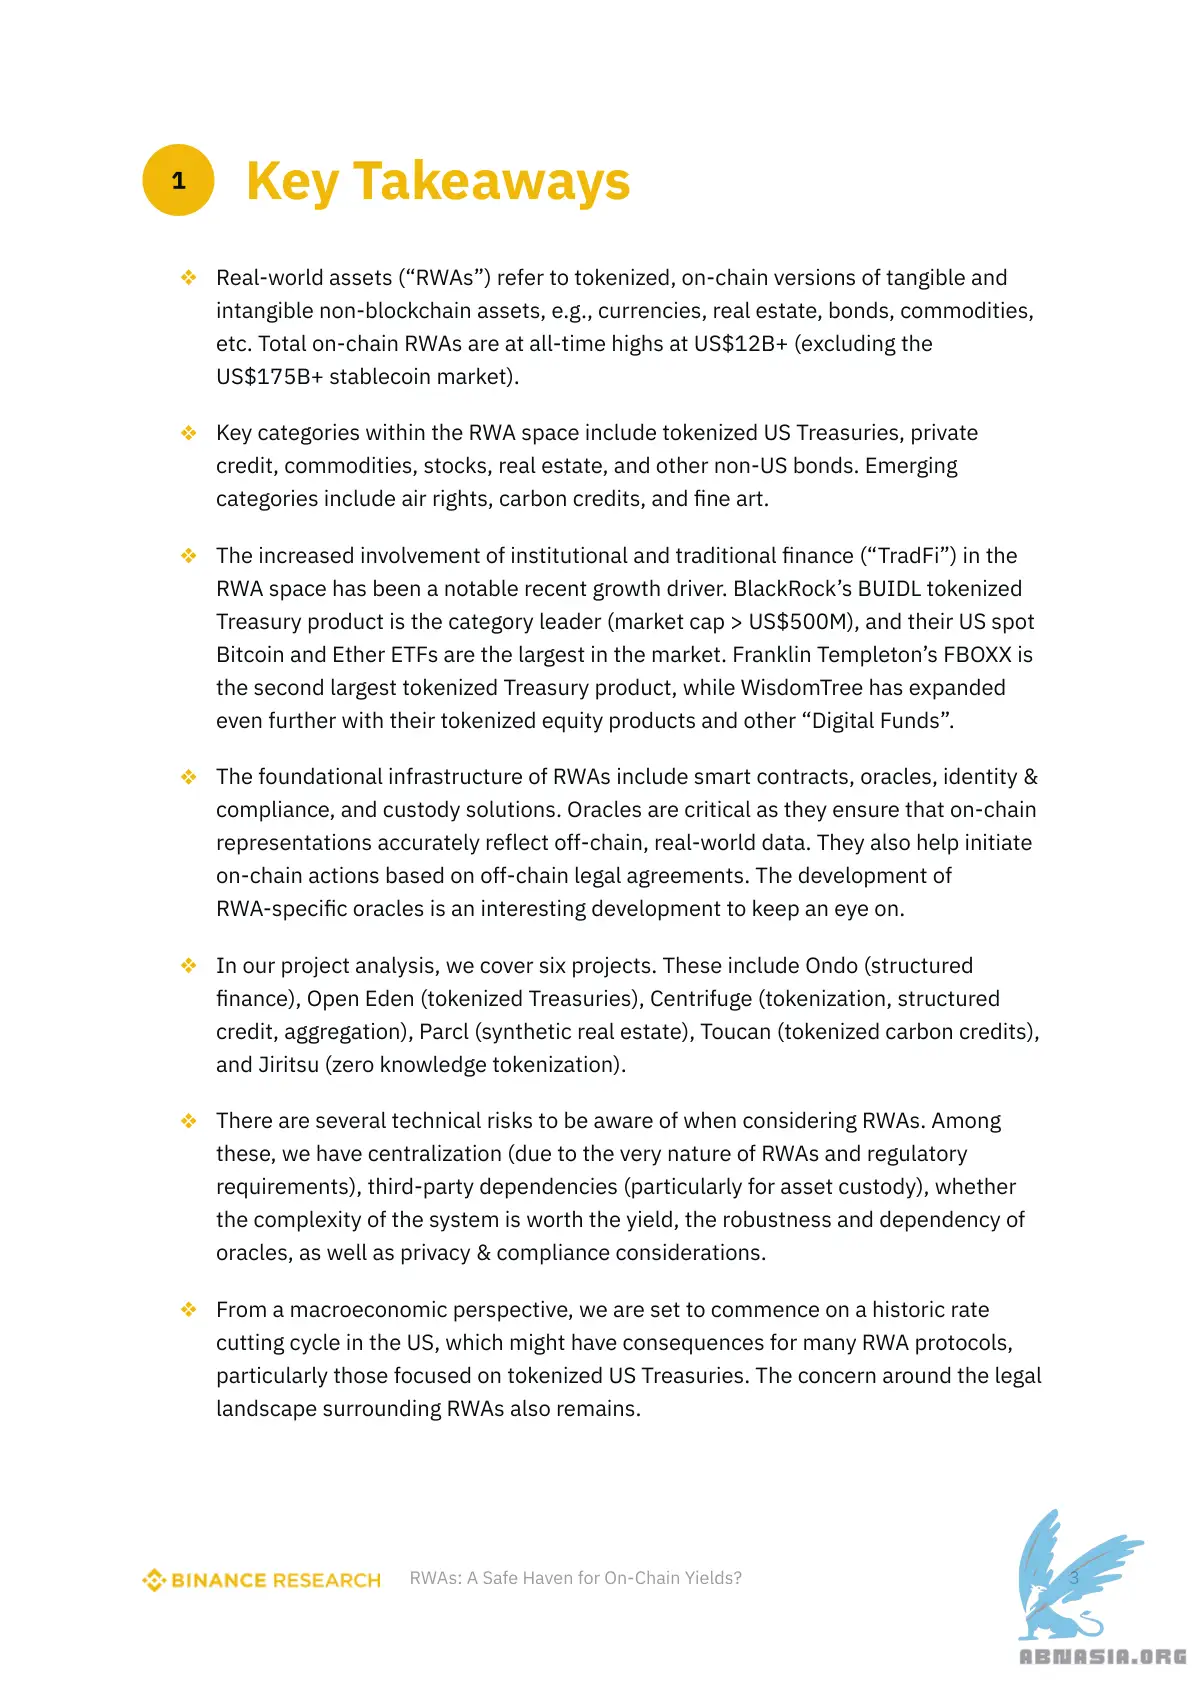 1
Key Takeaways
❖ Real-world assets (“RWAs”) refer to tokenized, on-chain versions of tangible and
intangible non-blockchain assets, e.g., currencies, real estate, bonds, commodities,
etc. Total on-chain RWAs are at all-time highs at US$12B+ (excluding the
US$175B+ stablecoin market).
❖ Key categories within the RWA space include tokenized US Treasuries, private
credit, commodities, stocks, real estate, and other non-US bonds. Emerging
categories include air rights, carbon credits, and fine art.
❖ The increased involvement of institutional and traditional finance (“TradFi”) in the
RWA space has been a notable recent growth driver. BlackRock’s BUIDL tokenized
Treasury product is the category leader (market cap > US$500M), and their US spot
Bitcoin and Ether ETFs are the largest in the market. Franklin Templeton’s FBOXX is
the second largest tokenized Treasury product, while WisdomTree has expanded
even further with their tokenized equity products and other “Digital Funds”.
❖ The foundational infrastructure of RWAs include smart contracts, oracles, identity &
compliance, and custody solutions. Oracles are critical as they ensure that on-chain
representations accurately reflect off-chain, real-world data. They also help initiate
on-chain actions based on off-chain legal agreements. The development of
RWA-specific oracles is an interesting development to keep an eye on.
❖ In our project analysis, we cover six projects. These include Ondo (structured
finance), Open Eden (tokenized Treasuries), Centrifuge (tokenization, structured
credit, aggregation), Parcl (synthetic real estate), Toucan (tokenized carbon credits),
and Jiritsu (zero knowledge tokenization).
❖ There are several technical risks to be aware of when considering RWAs. Among
these, we have centralization (due to the very nature of RWAs and regulatory
requirements), third-party dependencies (particularly for asset custody), whether
the complexity of the system is worth the yield, the robustness and dependency of
oracles, as well as privacy & compliance considerations.
❖ From a macroeconomic perspective, we are set to commence on a historic rate
cutting cycle in the US, which might have consequences for many RWA protocols,
particularly those focused on tokenized US Treasuries. The concern around the legal
landscape surrounding RWAs also remains.
BINANCE RESEARCH
RWAs: A Safe Haven for On-Chain Yields?
3
ABNASIA.ORG